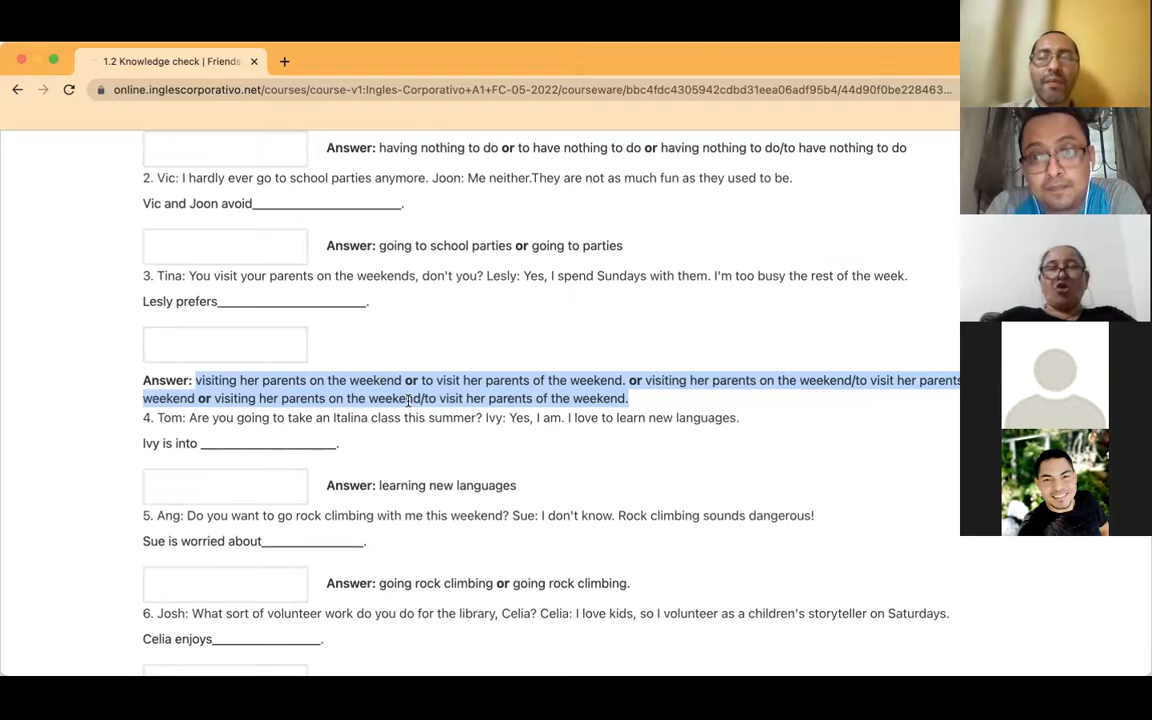 1.2 Knowledge check | Friends
online.inglescorporativo.net/courses/course-v1:Ingles-Corporativo+A1+FC-05-2022/courseware/bbc4fdc4305942cdbd31eea06adf95b4/44d90f0be228463...
Answer: having nothing to do or to have nothing to do or having nothing to do/to have nothing to do
2. Vic: I hardly ever go to school parties anymore. Joon: Me neither.They are not as much fun as they used to be.
Vic and Joon avoid____________________.
Answer: going to school parties or going to parties
3. Tina: You visit your parents on the weekends, don't you? Lesly: Yes, I spend Sundays with them. I'm too busy the rest of the week.
Lesly prefers____________________.
Answer: visiting her parents on the weekend or to visit her parents of the weekend. or visiting her parents on the weekend/to visit her parents
weekend or visiting her parents on the weekend/to visit her parents of the weekend.
4. Tom: Are you going to take an Italina class this summer? Ivy: Yes, I am. I love to learn new languages.
Ivy is into __________________.
Answer: learning new languages
5. Ang: Do you want to go rock climbing with me this weekend? Sue: I don't know. Rock climbing sounds dangerous!
Sue is worried about______________.
Answer: going rock climbing or going rock climbing.
6. Josh: What sort of volunteer work do you do for the library, Celia? Celia: I love kids, so I volunteer as a children's storyteller on Saturdays.
Celia enjoys_______________.